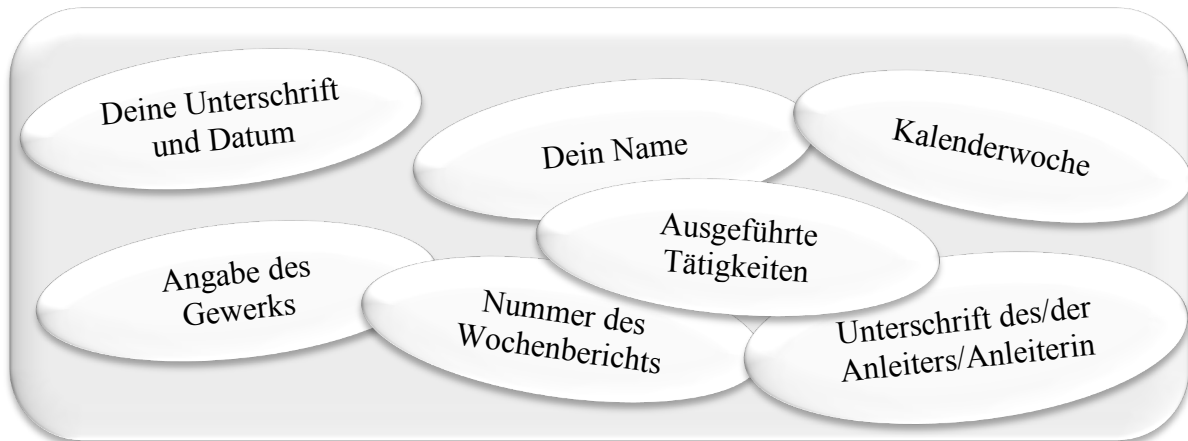 Deine Unterschrift
und Datum
Dein Name
Kalenderwoche
Angabe des
Gewerks
Nummer des
Wochenberichts
Ausgeführte
Tätigkeiten
Unterschrift des/der
Anleiters/Anleiterin